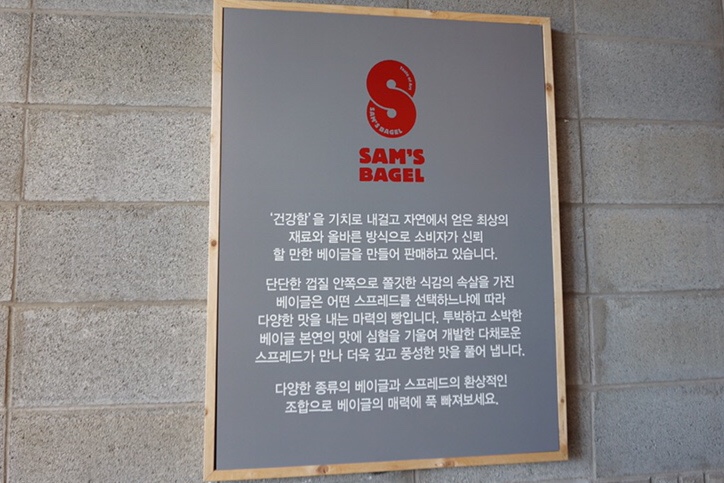 SAM'S BAGEL
SAM'S
BAGEL
'건강함'을 기치로 내걸고 자연에서 얻은 최상의
재료와 올바른 방식으로 소비자가 신뢰
할 만한 베이글을 만들어 판매하고 있습니다.
단단한 껍질 안쪽으로 쫄깃한 식감의 속살을 가진
베이글은 어떤 스프레드를 선택하느냐에 따라
다양한 맛을 내는 마력의 빵입니다. 투박하고 소박한
베이글 본연의 맛에 심혈을 기울여 개발한 다채로운
스프레드가 만나 더욱 깊고 풍성한 맛을 풀어 냅니다.
다양한 종류의 베이글과 스프레드의 환상적인
조합으로 베이글의 매력에 푹 빠져보세요.